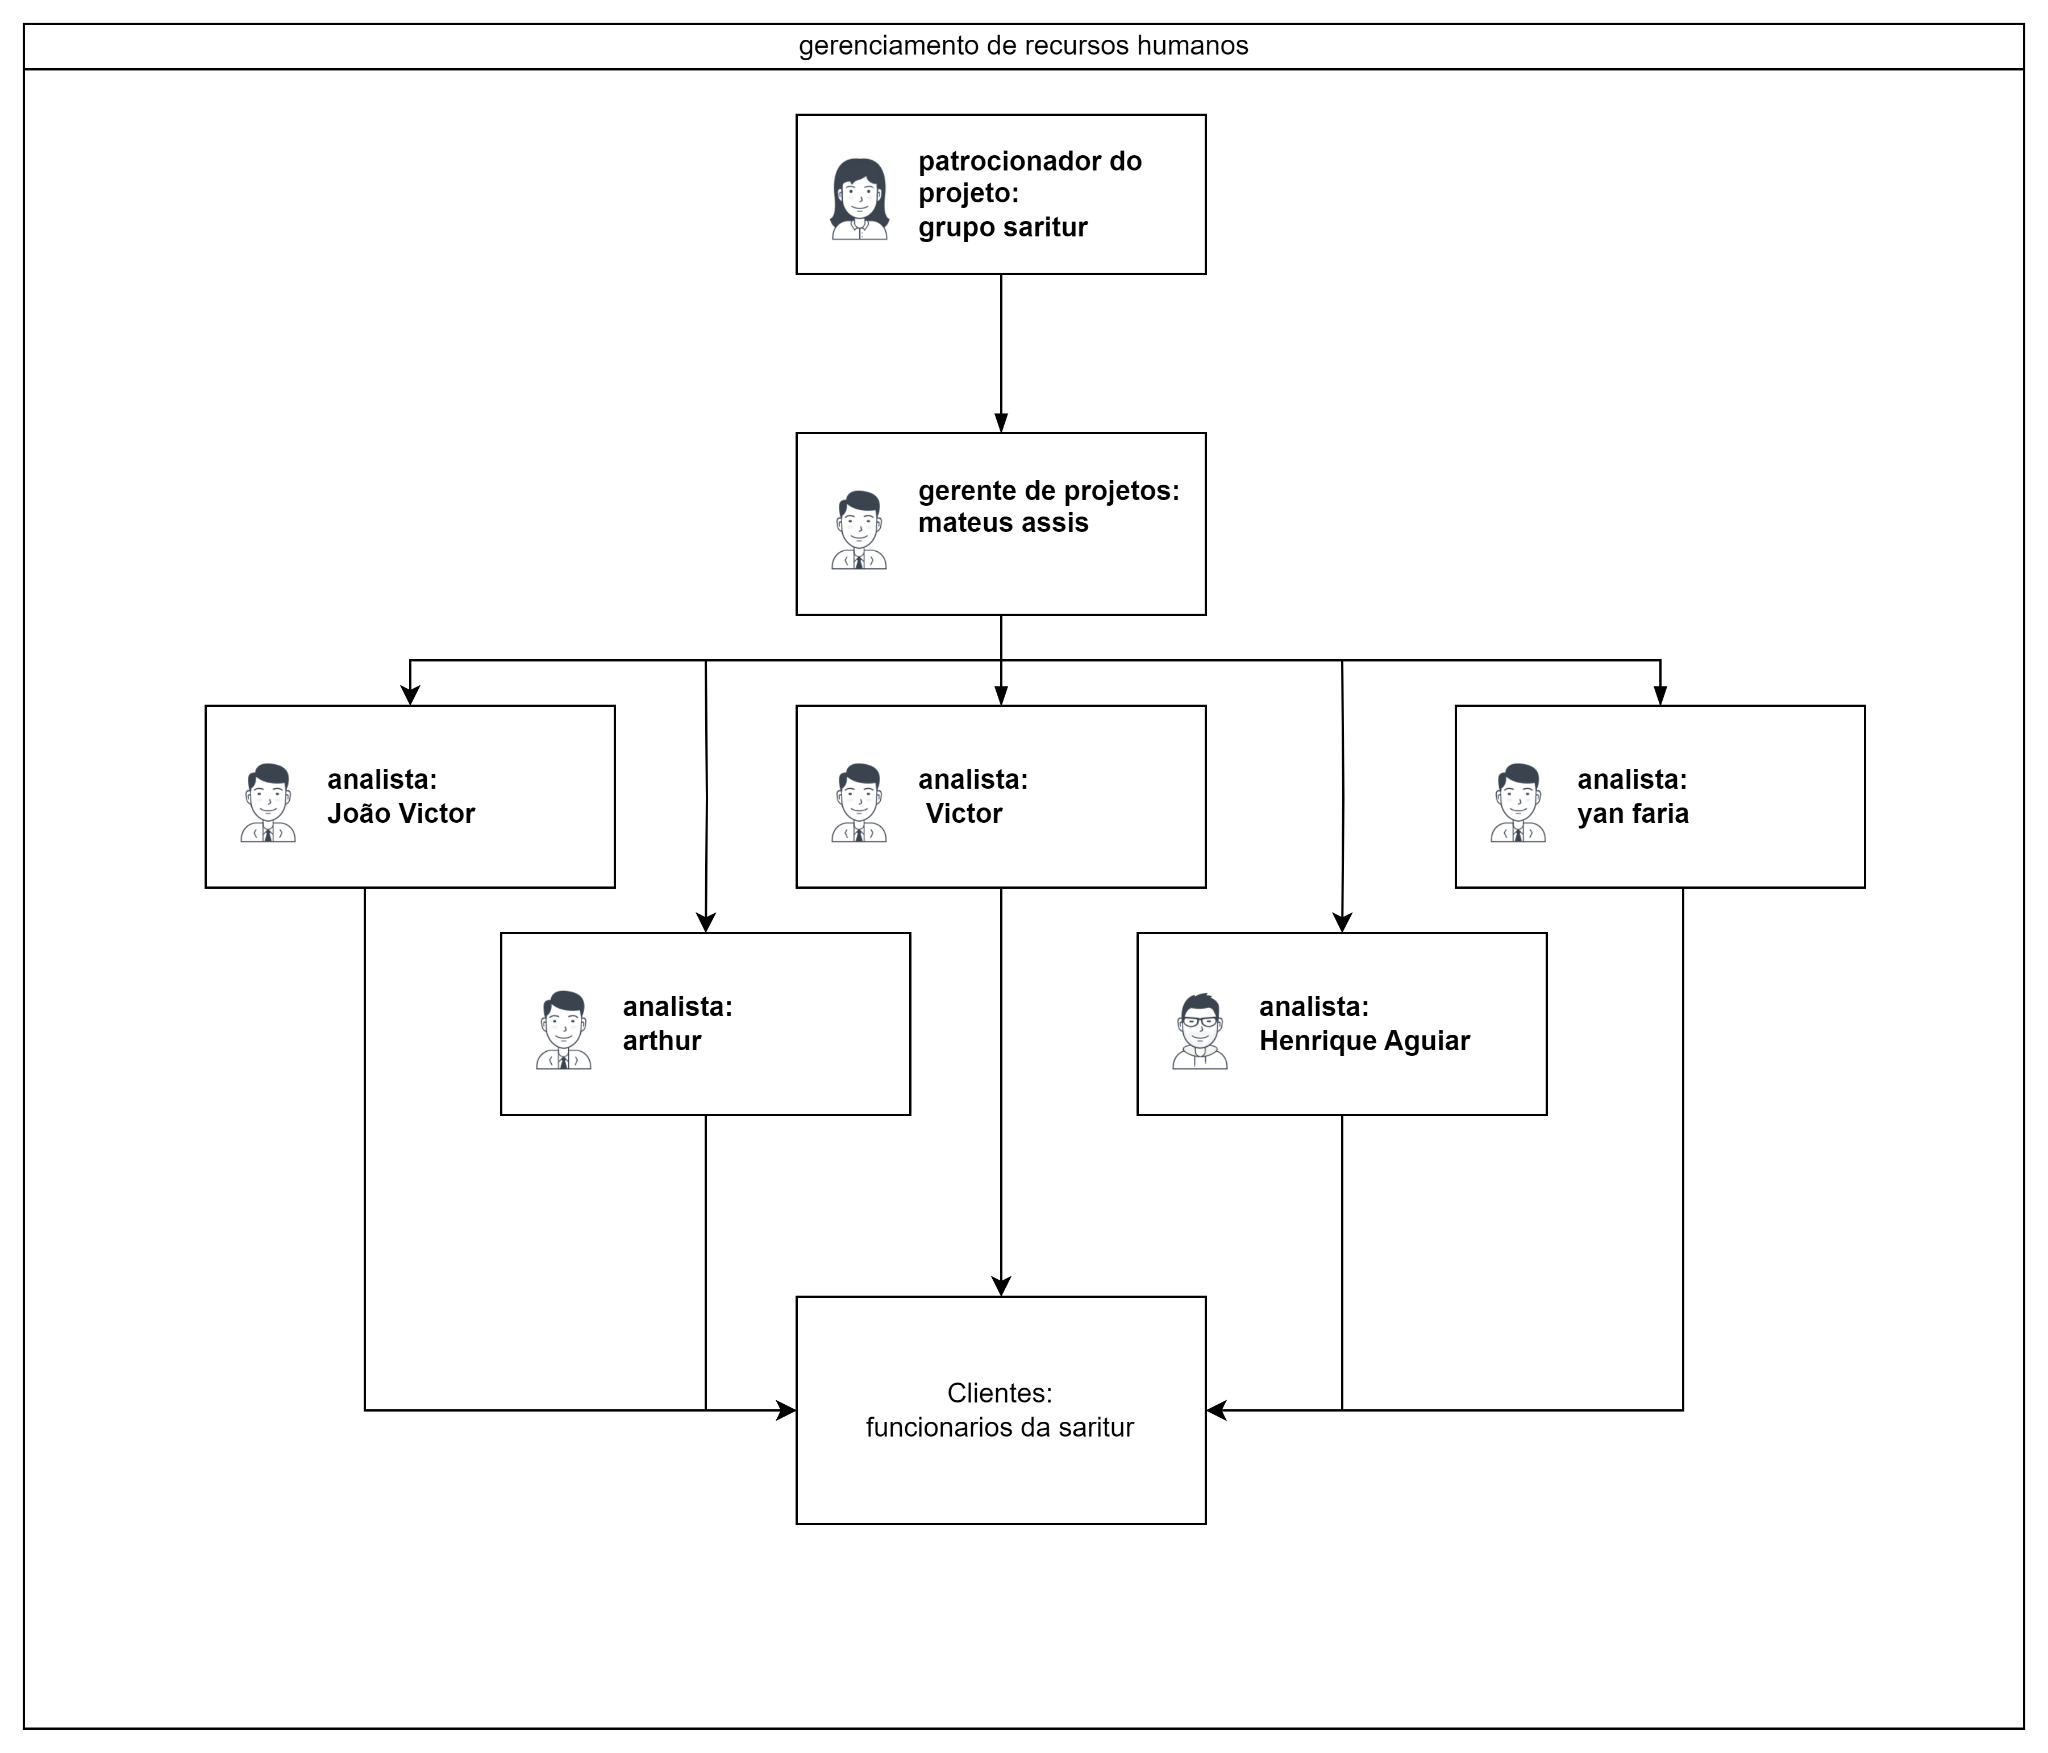 gerenciamento de recursos humanos
patrocionador do
projeto:
grupo saritur
gerente de projetos:
mateus assis
analista:
João Victor
analista:
Victor
analista:
yan faria
analista:
arthur
analista:
Henrique Aguiar
Clientes:
funcionarios da saritur